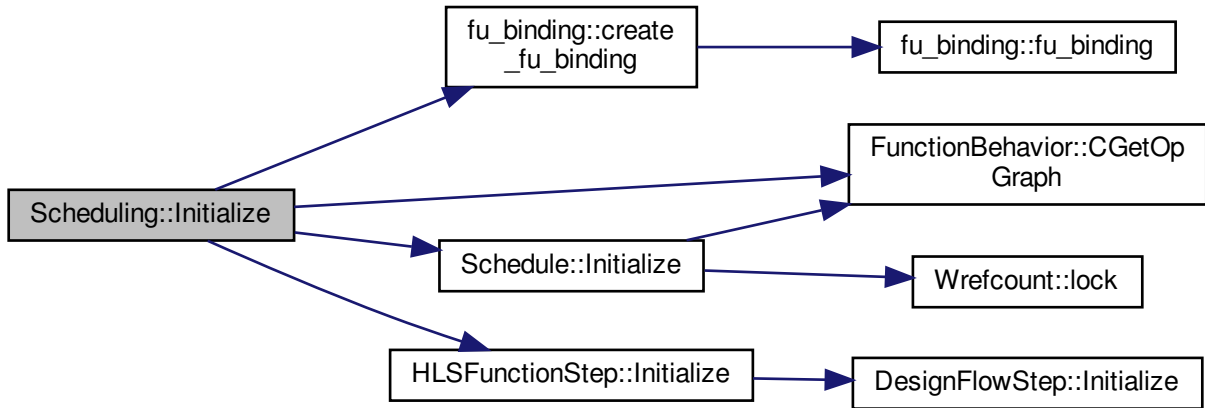 fu_binding::create
_fu_binding
fu_binding::fu_binding
FunctionBehavior::CGetOp
Graph
Scheduling::Initialize
Schedule::Initialize
Wrefcount::lock
HLSFunctionStep::Initialize
DesignFlowStep::Initialize